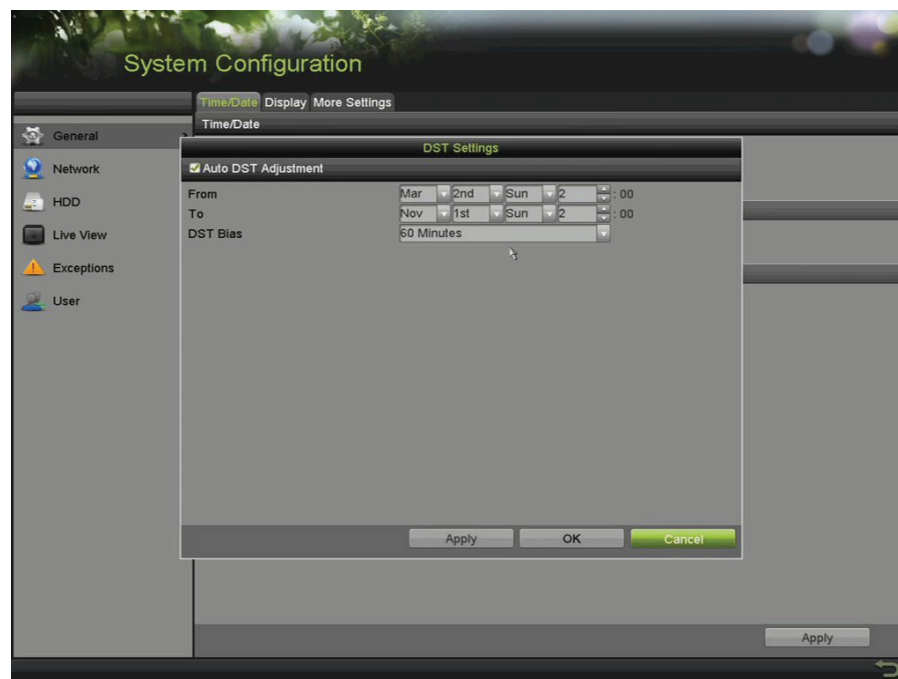 System Configuration
Time/Date Display More Settings
Time/Date
General
Network
HDD
Live View
Exceptions
User
DST Settings
Auto DST Adjustment
From Mar 2nd Sun 2 : 00
To Nov 1st Sun 2 : 00
DST Bias 60 Minutes
Apply OK Cancel
Apply